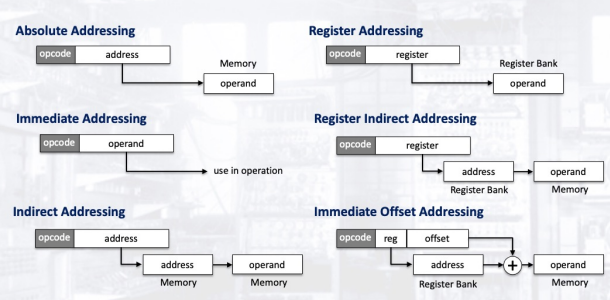 Absolute Addressing
opcode address
Memory
operand
Register Addressing
opcode register
Register Bank
operand
Immediate Addressing
opcode operand
use in operation
Register Indirect Addressing
opcode register
address operand
Register Bank Memory
Indirect Addressing
opcode address
address operand
Memory Memory
Immediate Offset Addressing
opcode reg offset
address + operand
Register Bank Memory